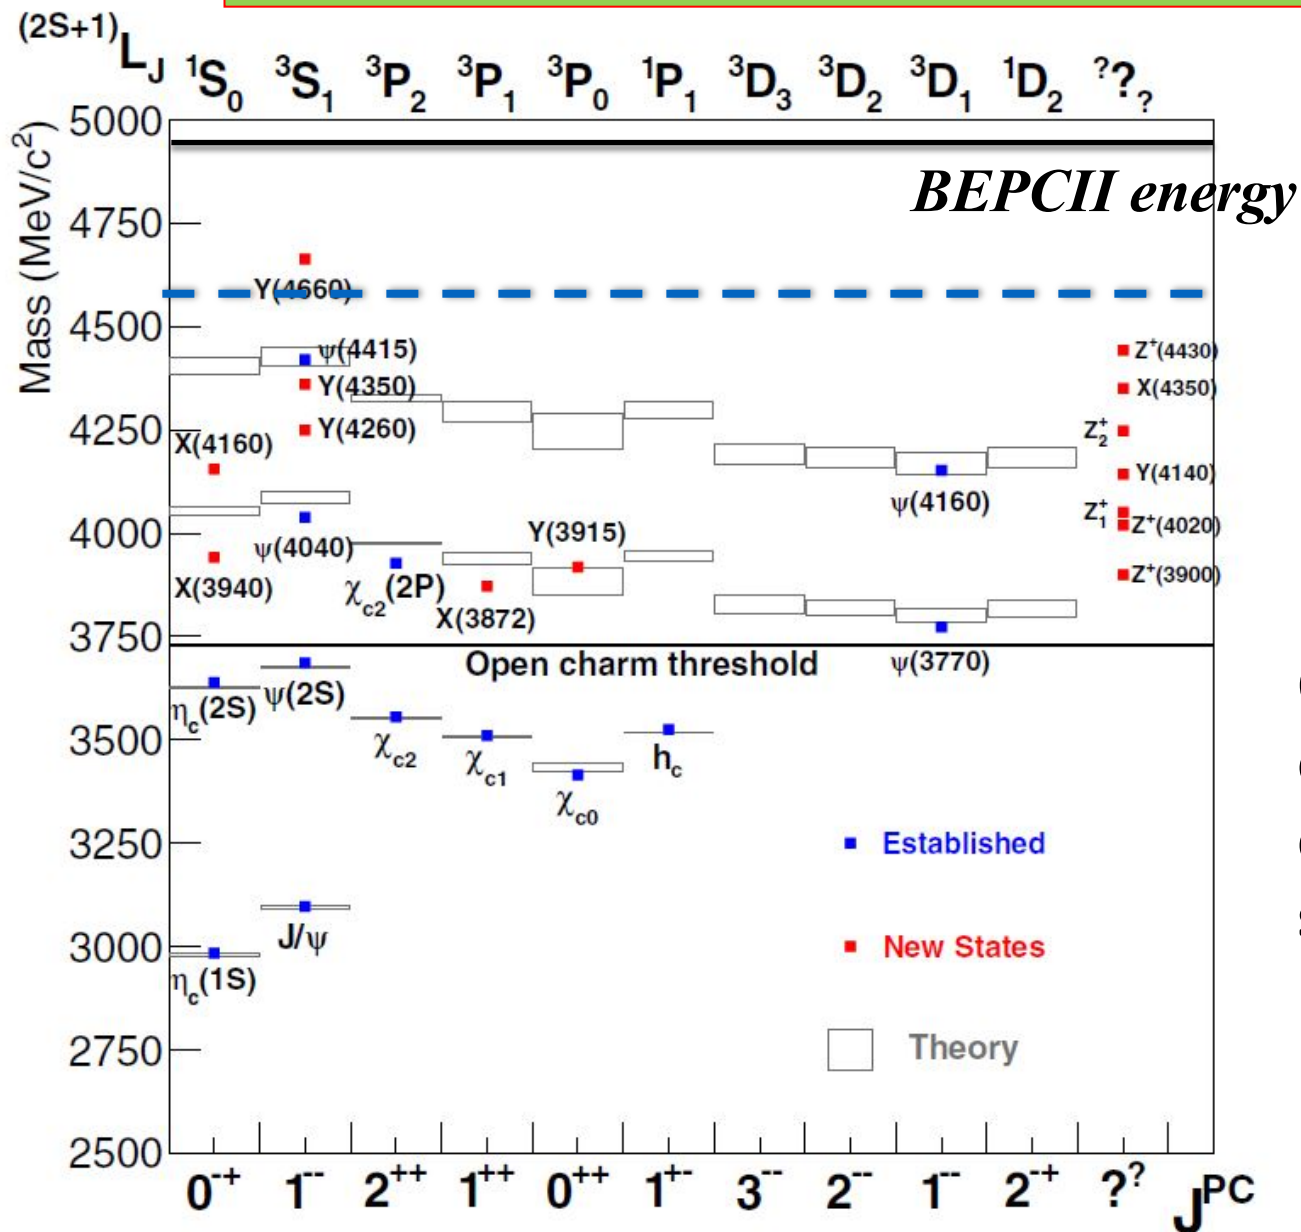 (2S+1)LJ 1S0 3S1 3P2 3P1 3P0 1P1 3D3 3D2 3D1 1D2 ???
Mass (MeV/c2)
5000
BEPCII energy
4750
Y(4660)
4500
ψ(4415)
Z+(4430)
Y(4350)
X(4350)
4250
Y(4260)
Z2+
X(4160)
Y(4140)
ψ(4160)
Z1+
Z+(4020)
4000
Y(3915)
ψ(4040)
Z+(3900)
X(3940)
χc2(2P)
X(3872)
3750
Open charm threshold
ψ(3770)
ηc(2S)
ψ(2S)
3500
χc2
χc1
hc
χc0
3250
Established
3000
J/ψ
New States
ηc(1S)
2750
Theory
2500
0-+ 1-- 2++ 1++ 0++ 1+- 3-- 2-- 1-- 2-+ ?? JPC